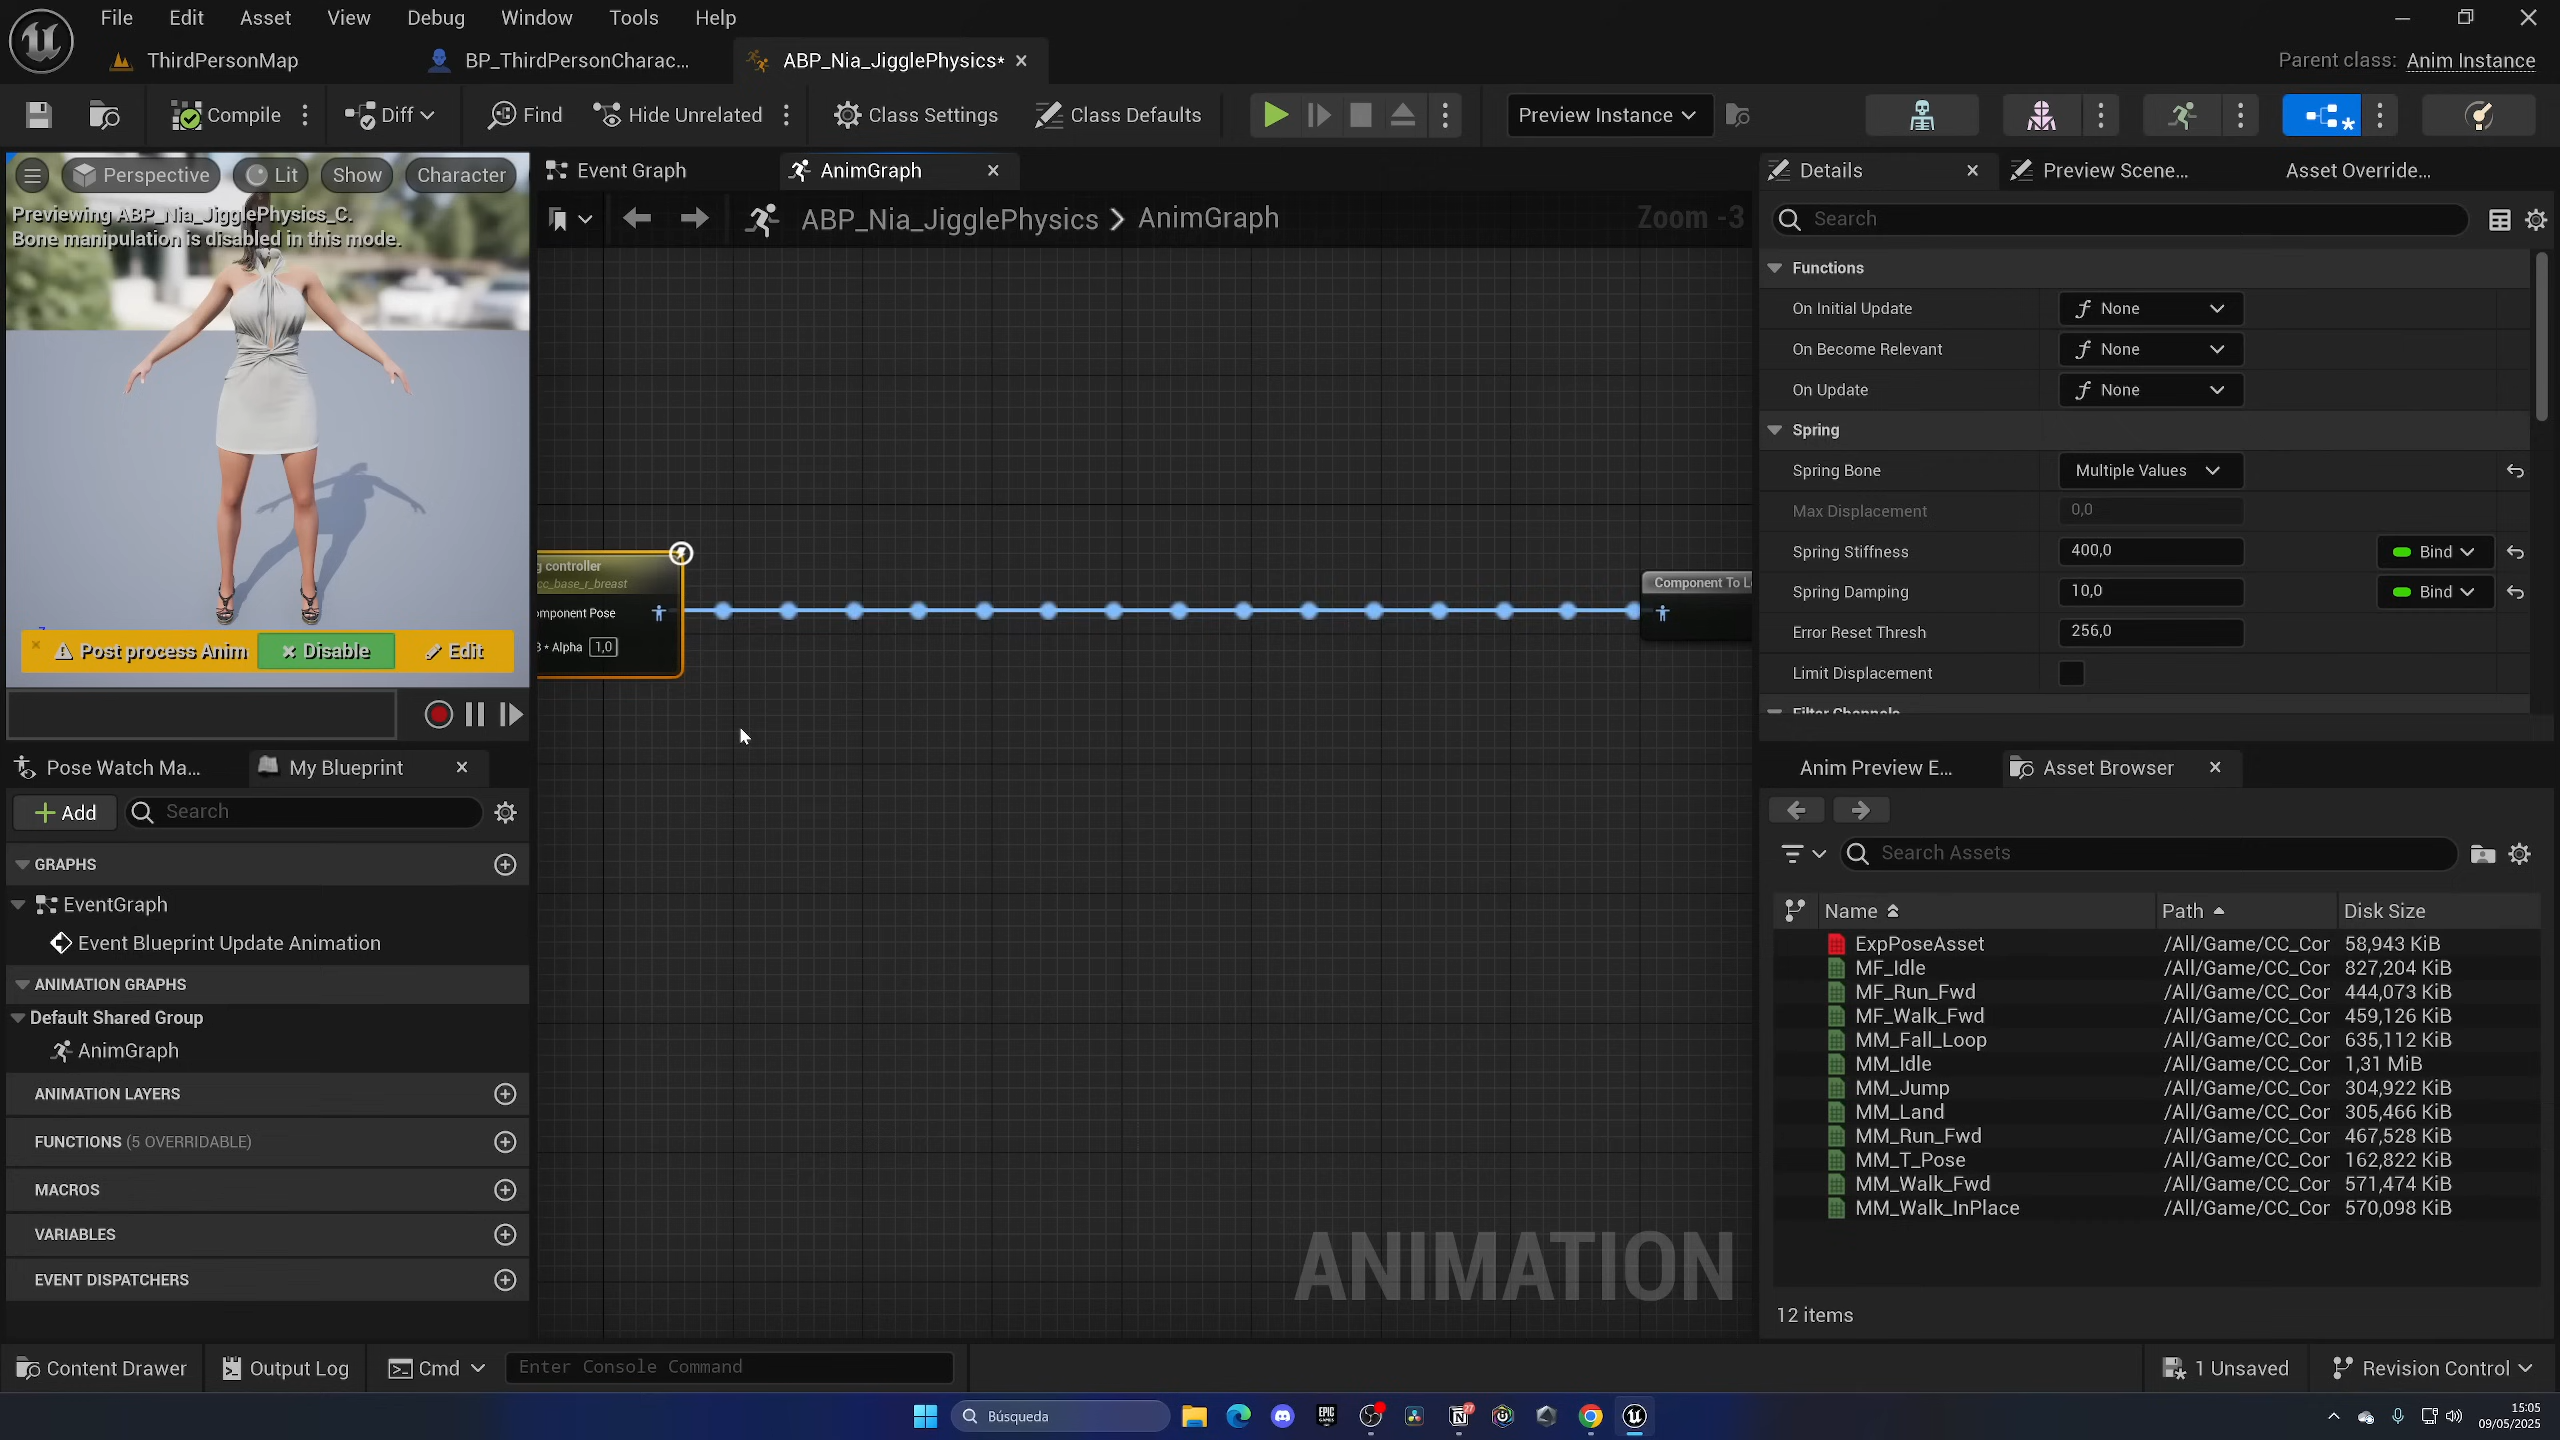 File Edit Asset View Debug Window Tools Help
ThirdPersonMap BP_ThirdPersonCharac... ABP_Nia_JigglePhysics* Parent class: Anim Instance
Compile Diff Find Hide Unrelated Class Settings Class Defaults Preview Instance
Perspective Lit Show Character
Previewing ABP_Nia_JigglePhysics_C.
Bone manipulation is disabled in this mode.
Post process Anim Disable Edit
Pose Watch Ma... My Blueprint
Add Search
GRAPHS
EventGraph
Event Blueprint Update Animation
ANIMATION GRAPHS
Default Shared Group
AnimGraph
ANIMATION LAYERS
FUNCTIONS (5 OVERRIDABLE)
MACROS
VARIABLES
EVENT DISPATCHERS
Event Graph AnimGraph
ABP_Nia_JigglePhysics > AnimGraph Zoom -3
g controller
cc_base_r_breast
omponent Pose
Alpha 1,0
Component To L
ANIMATION
Details Preview Scene... Asset Override...
Search
Functions
On Initial Update None
On Become Relevant None
On Update None
Spring
Spring Bone Multiple Values
Max Displacement 0,0
Spring Stiffness 400,0 Bind
Spring Damping 10,0 Bind
Error Reset Thresh 256,0
Limit Displacement
Filter Channels
Anim Preview E... Asset Browser
Search Assets
Name Path Disk Size
ExpPoseAsset /All/Game/CC_Cor 58,943 KiB
MF_Idle /All/Game/CC_Cor 827,204 KiB
MF_Run_Fwd /All/Game/CC_Cor 444,073 KiB
MF_Walk_Fwd /All/Game/CC_Cor 459,126 KiB
MM_Fall_Loop /All/Game/CC_Cor 635,112 KiB
MM_Idle /All/Game/CC_Cor 1,31 MiB
MM_Jump /All/Game/CC_Cor 304,922 KiB
MM_Land /All/Game/CC_Cor 305,466 KiB
MM_Run_Fwd /All/Game/CC_Cor 467,528 KiB
MM_T_Pose /All/Game/CC_Cor 162,822 KiB
MM_Walk_Fwd /All/Game/CC_Cor 571,474 KiB
MM_Walk_InPlace /All/Game/CC_Cor 570,098 KiB
12 items
Content Drawer Output Log Cmd Enter Console Command 1 Unsaved Revision Control
Búsqueda EPIC GAMES 27 15:05
09/05/2025